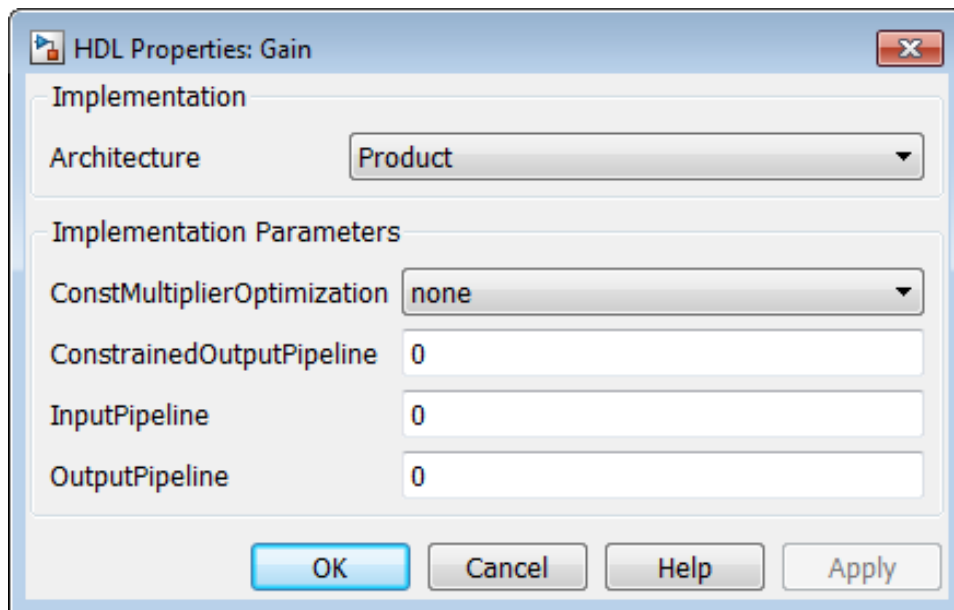 HDL Properties: Gain
Implementation
Architecture Product
Implementation Parameters
ConstMultiplierOptimization none
ConstrainedOutputPipeline 0
InputPipeline 0
OutputPipeline 0
OK Cancel Help Apply